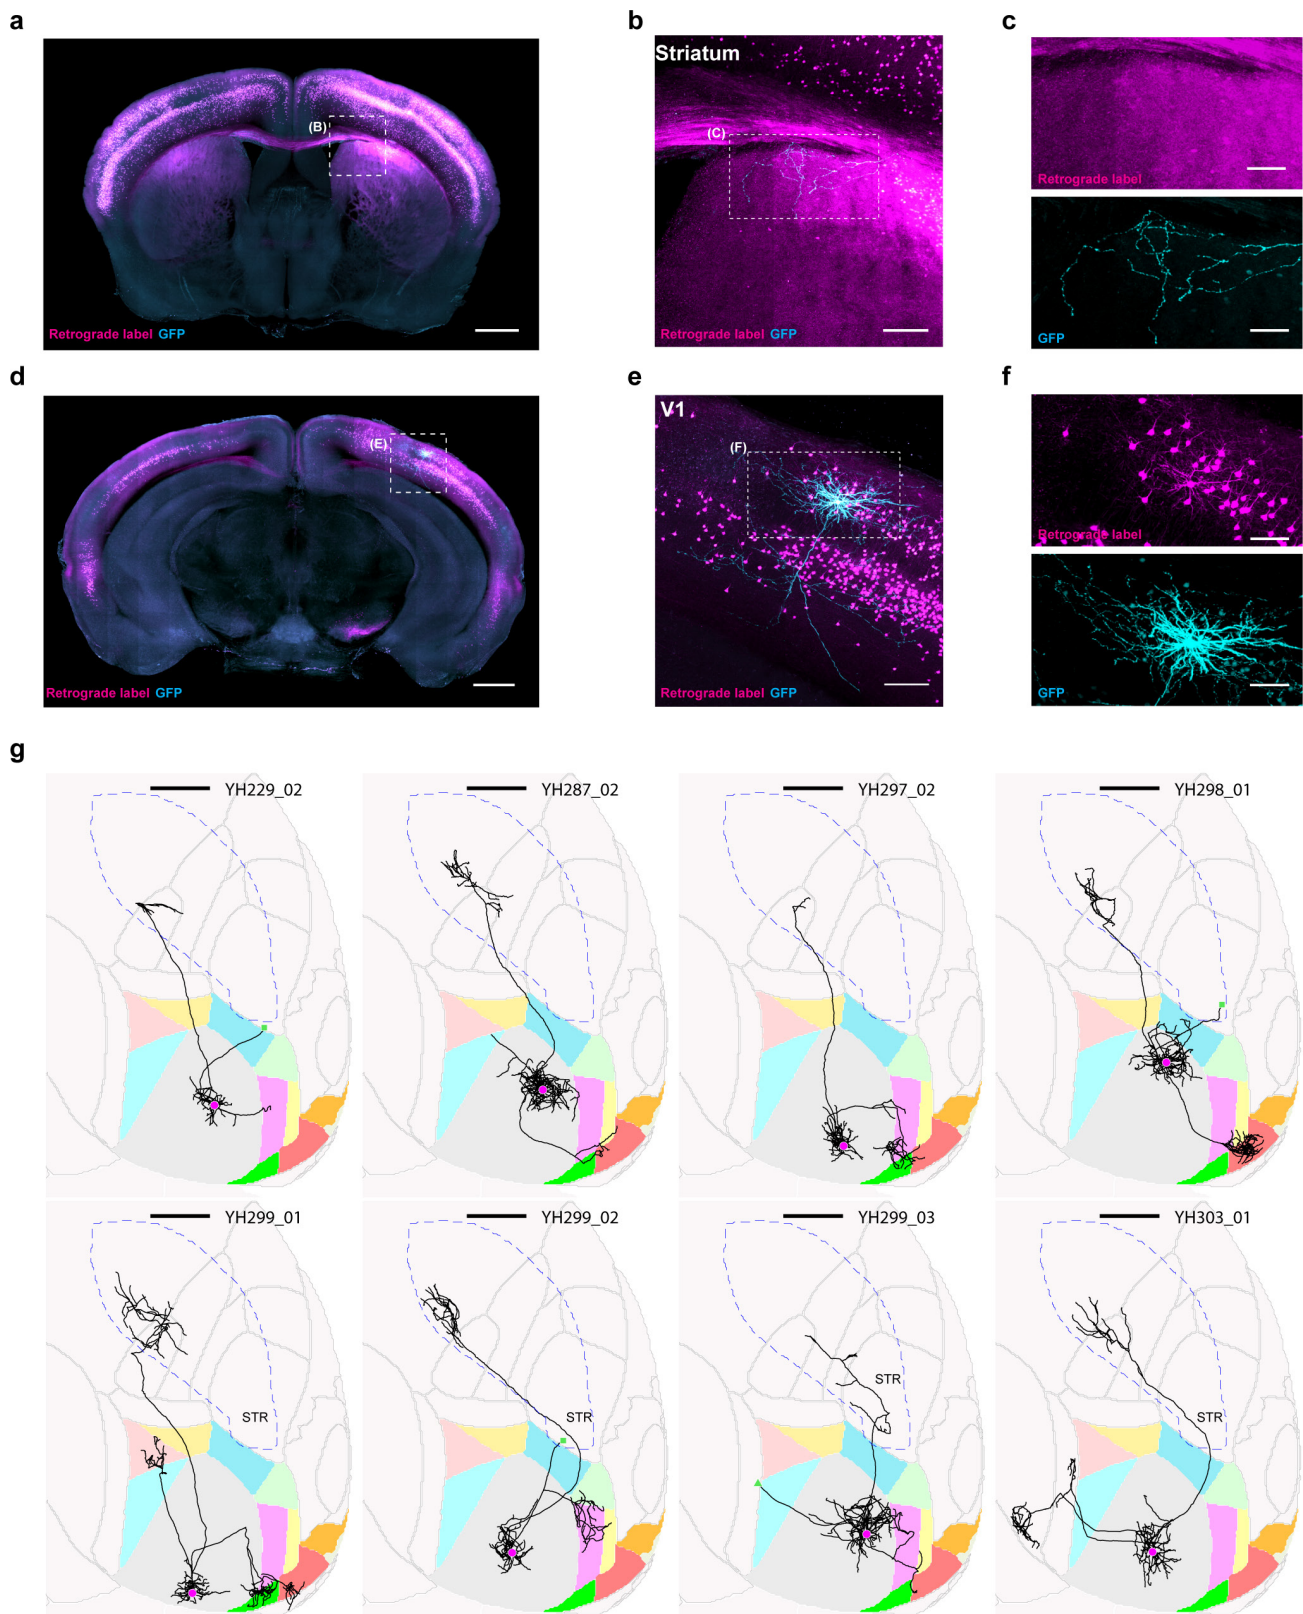 a
(B)
Retrograde label GFP
b
Striatum
(C)
Retrograde label GFP
c
Retrograde label
GFP
d
(E)
Retrograde label GFP
e
V1
(F)
Retrograde label GFP
f
Retrograde label
GFP
g
YH229_02
YH287_02
YH297_02
YH298_01
YH299_01
STR
YH299_02
STR
YH299_03
STR
YH303_01
STR